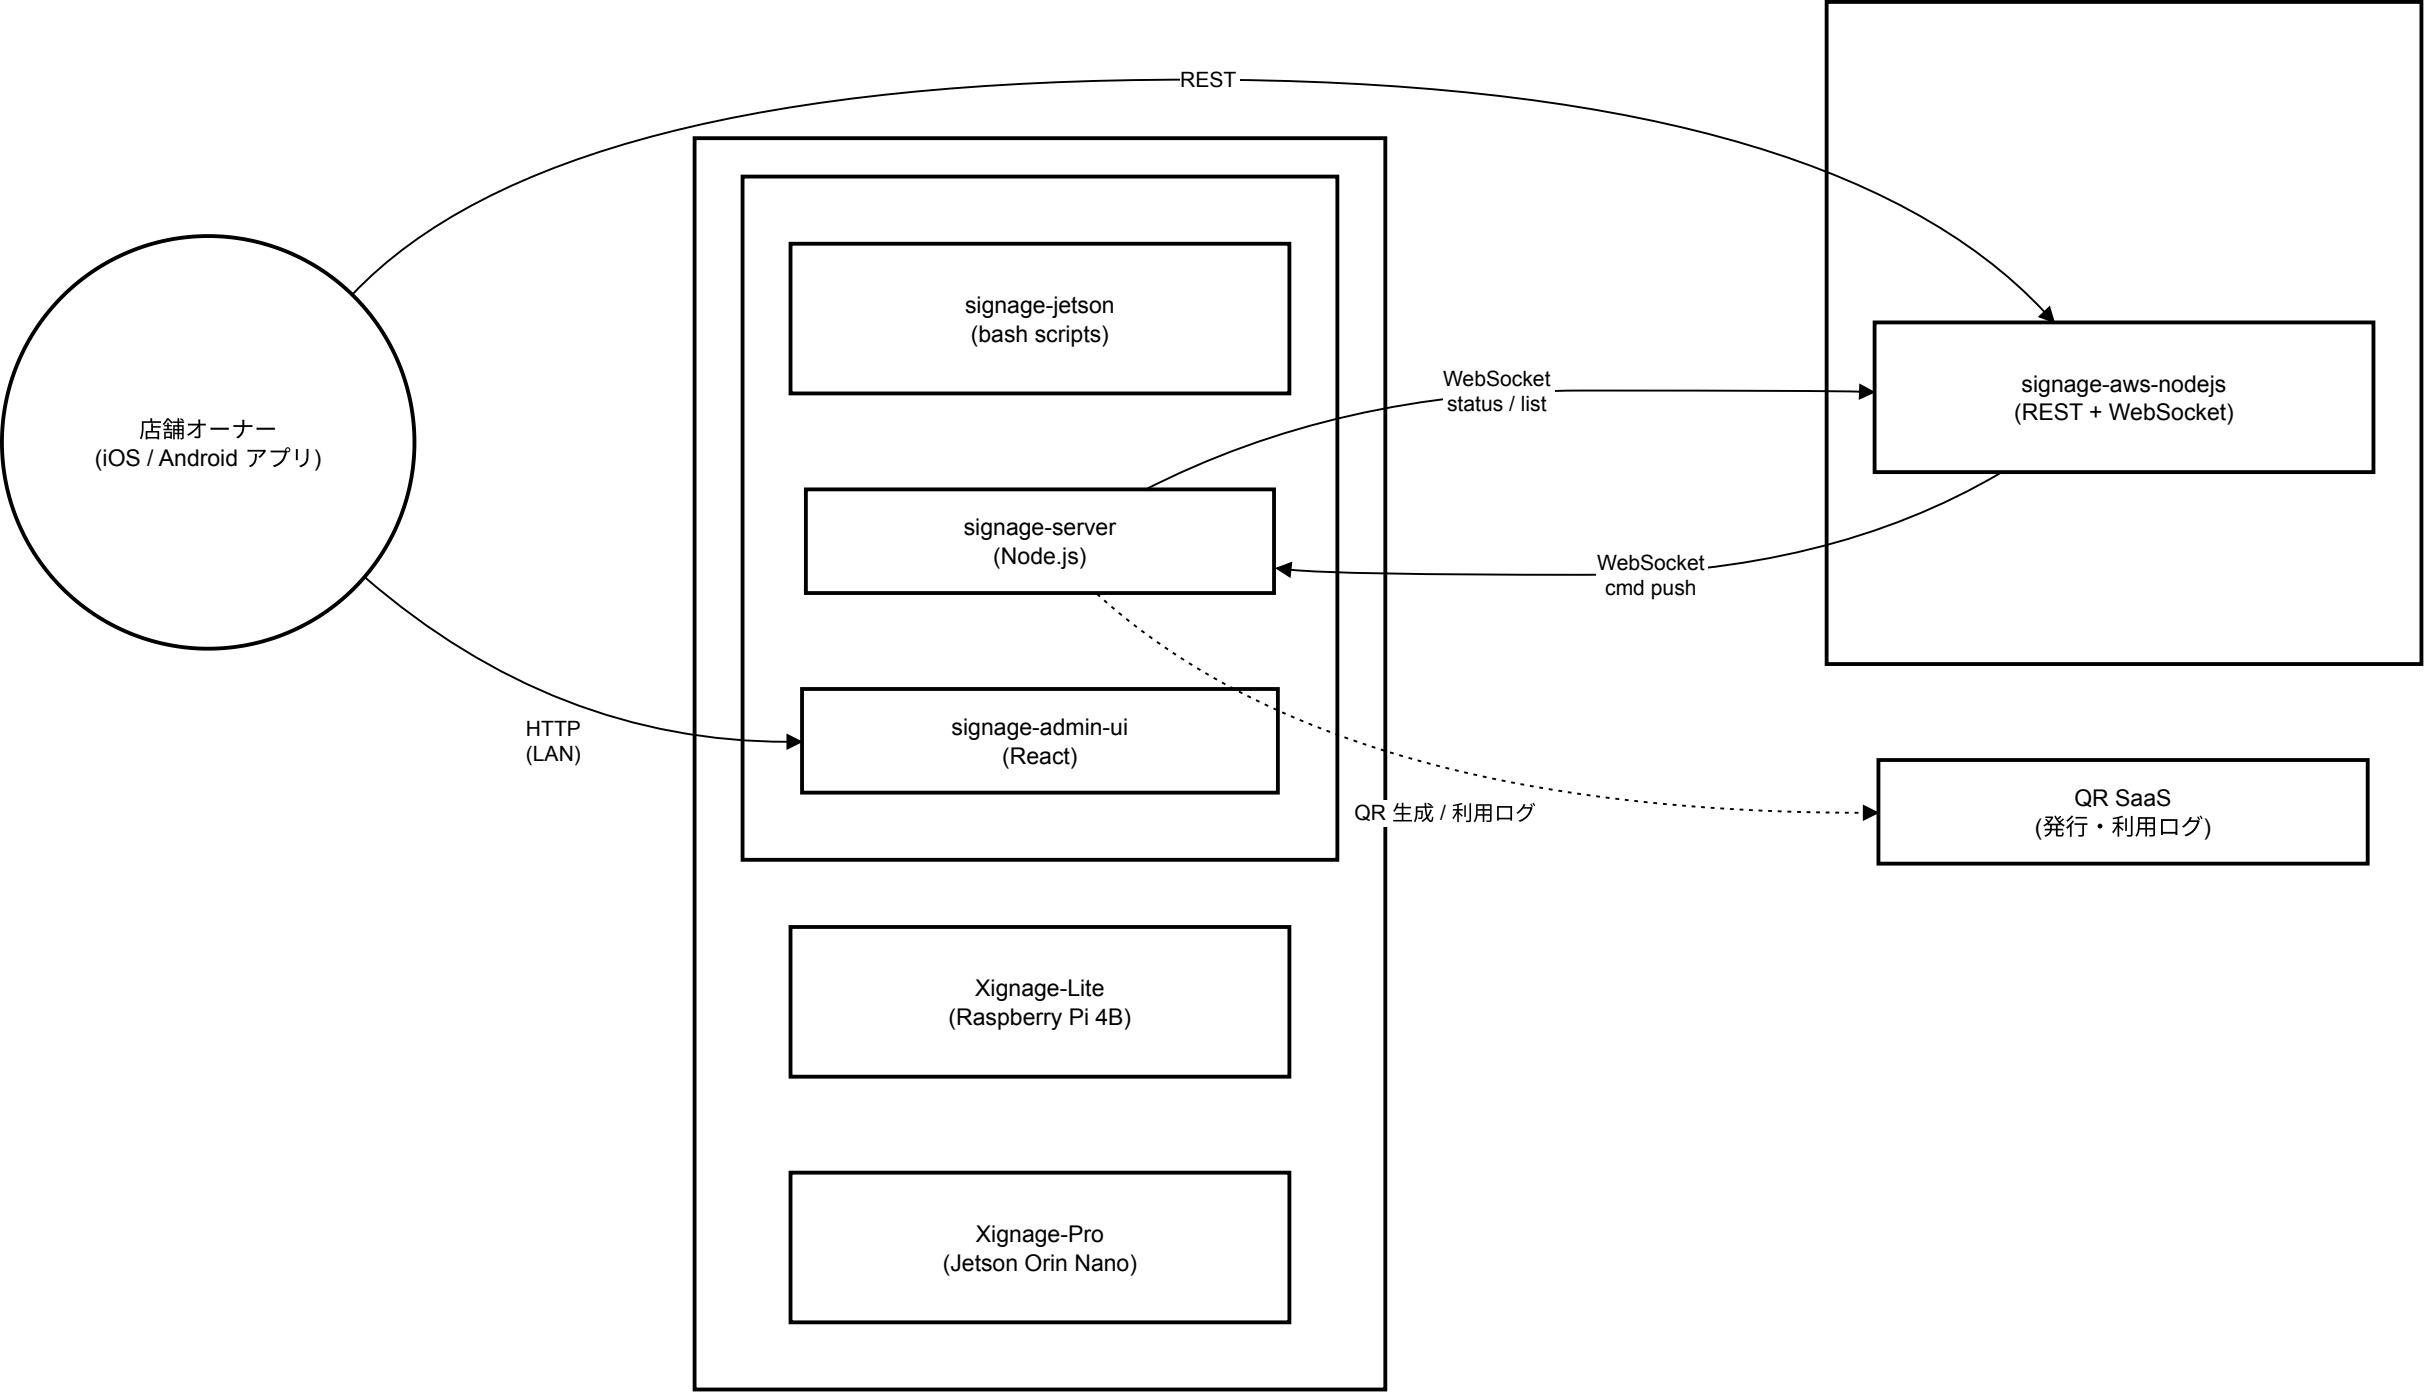 REST
signage-jetson
(bash scripts)
店舗オーナー
(iOS / Android アプリ)
WebSocket
status / list
signage-aws-nodejs
(REST + WebSocket)
signage-server
(Node.js)
WebSocket
cmd push
HTTP
(LAN)
signage-admin-ui
(React)
QR 生成 / 利用ログ
QR SaaS
(発行・利用ログ)
Xignage-Lite
(Raspberry Pi 4B)
Xignage-Pro
(Jetson Orin Nano)